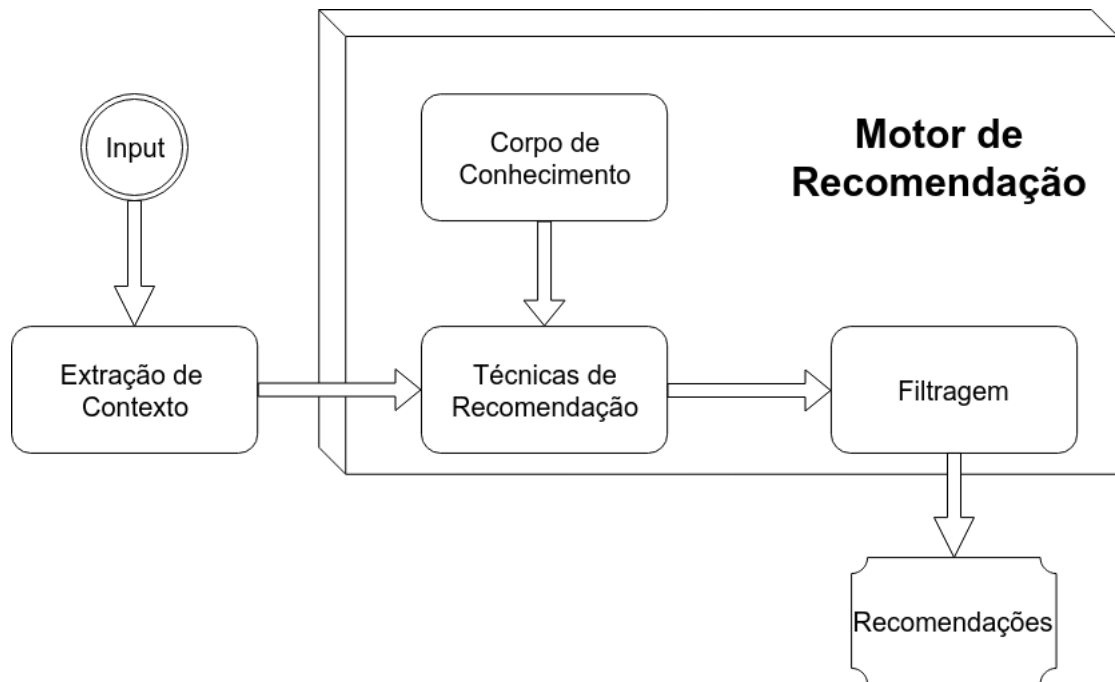 Input
Corpo de
Conhecimento
Motor de
Recomendação
Extração de
Contexto
Técnicas de
Recomendação
Filtragem
Recomendações